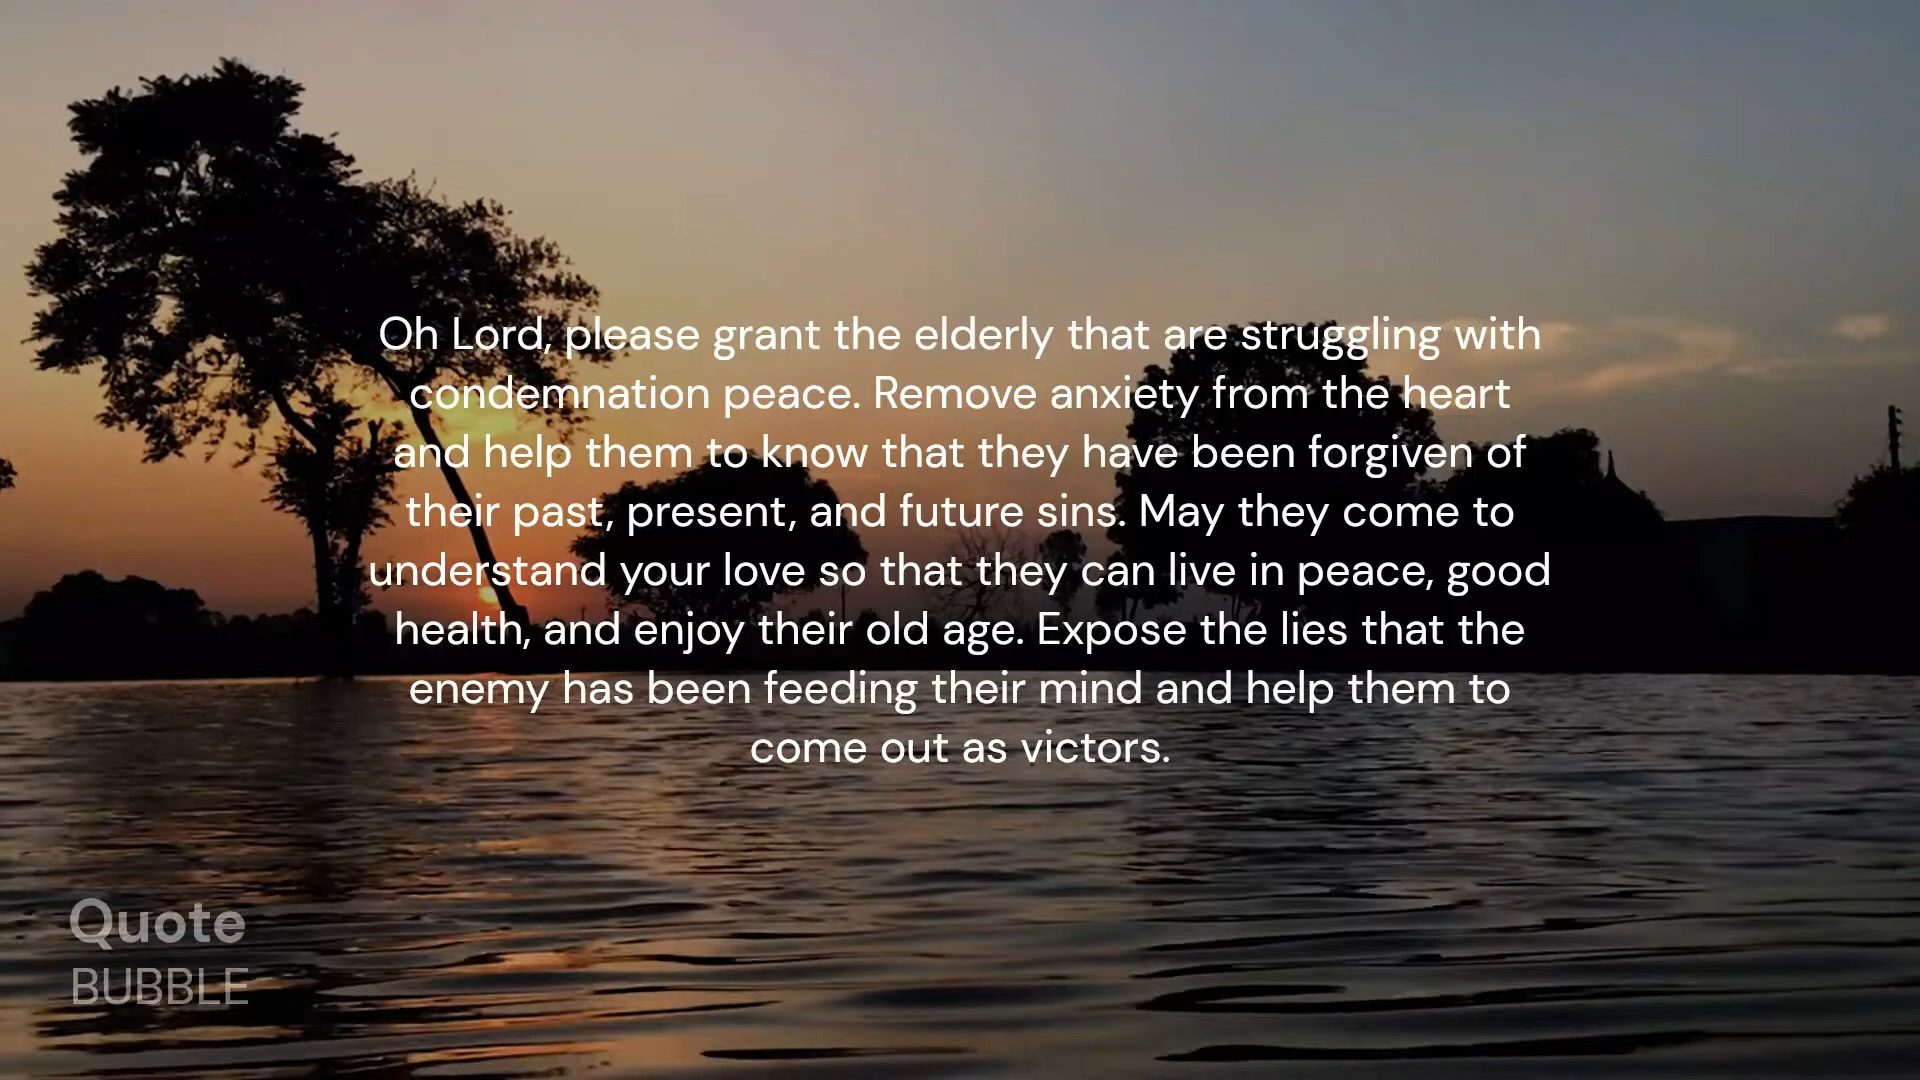 Oh Lord, please grant the elderly that are struggling with
condemnation peace. Remove anxiety from the heart
and help them to know that they have been forgiven of
their past, present, and future sins. May they come to
understand your love so that they can live in peace, good
health, and enjoy their old age. Expose the lies that the
enemy has been feeding their mind and help them to
come out as victors.
Quote
BUBBLE